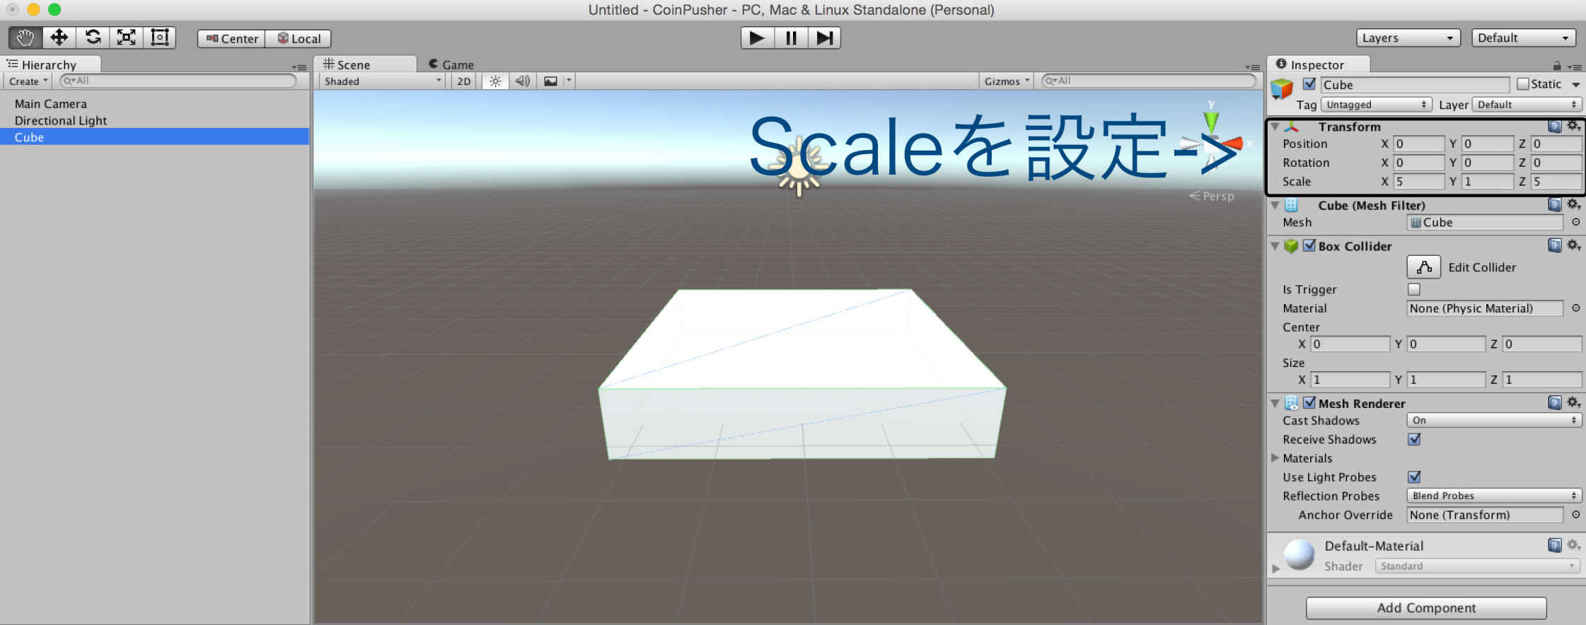 Untitled - CoinPusher - PC, Mac & Linux Standalone (Personal)
Center Local
Layers Default
Hierarchy
Create All
Main Camera
Directional Light
Cube
Scene Game
Shaded 2D Gizmos All
Scaleを設定->
y
x
Persp
Inspector
Cube Static
Tag Untagged Layer Default
Transform
Position X 0 Y 0 Z 0
Rotation X 0 Y 0 Z 0
Scale X 5 Y 1 Z 5
Cube (Mesh Filter)
Mesh Cube
Box Collider
Edit Collider
Is Trigger
Material None (Physic Material)
Center
X 0 Y 0 Z 0
Size
X 1 Y 1 Z 1
Mesh Renderer
Cast Shadows On
Receive Shadows
Materials
Use Light Probes
Reflection Probes Blend Probes
Anchor Override None (Transform)
Default-Material
Shader Standard
Add Component